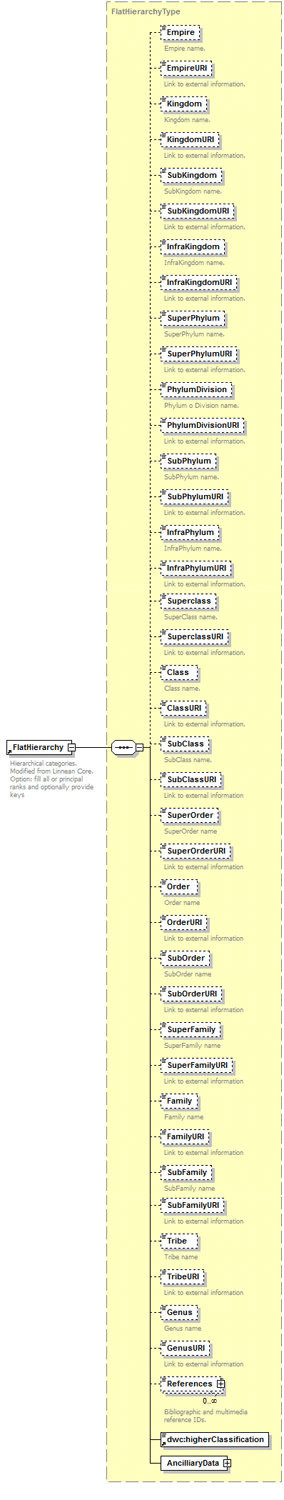 FlatHierarchyType
Empire
Empire name.
EmpireURI
Link to external information.
Kingdom
Kingdom name.
KingdomURI
Link to external information.
SubKingdom
SubKingdom name.
SubKingdomURI
Link to external information.
InfraKingdom
InfraKingdom name.
InfraKingdomURI
Link to external information.
SuperPhylum
SuperPhylum name.
SuperPhylumURI
Link to external information.
PhylumDivision
Phylum o Division name.
PhylumDivisionURI
Link to external information.
SubPhylum
SubPhylum name.
SubPhylumURI
Link to external information.
InfraPhylum
InfraPhylum name.
InfraPhylumURI
Link to external information.
Superclass
SuperClass name.
SuperclassURI
Link to external information.
Class
Class name.
ClassURI
Link to external information.
FlatHierarchy
Hierarchical categories.
Modified from Linnean Core.
Option: fill all or principal
ranks and optionally provide
keys
SubClass
SubClass name.
SubClassURI
Link to external information
SuperOrder
SuperOrder name
SuperOrderURI
Link to external information
Order
Order name
OrderURI
Link to external information
SubOrder
SubOrder name
SubOrderURI
Link to external information
SuperFamily
SuperFamily name
SuperFamilyURI
Link to external information
Family
Family name
FamilyURI
Link to external information
SubFamily
SubFamily name
SubFamilyURI
Link to external information
Tribe
Tribe name
TribeURI
Link to external information
Genus
Genus name
GenusURI
Link to external information
References
0..∞
Bibliographic and multimedia
reference IDs.
dwc:higherClassification
AncilliaryData